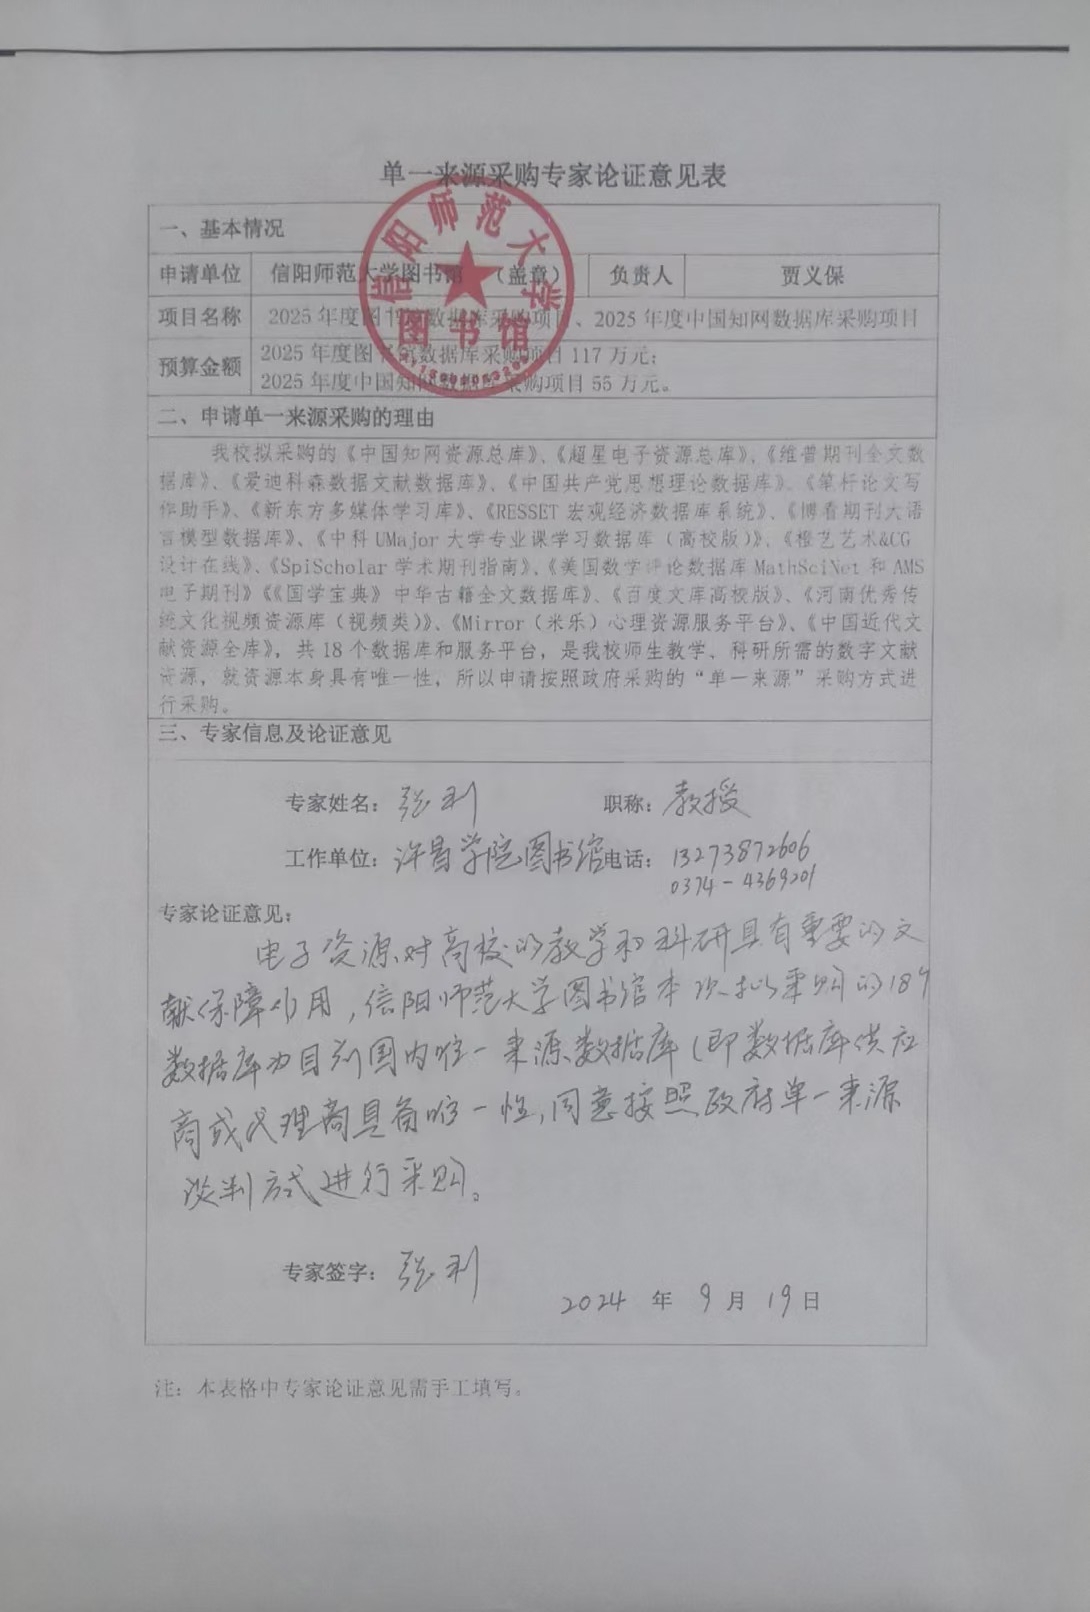 单一来源采购专家论证意见表
一、基本情况
申请单位 信阳师范大学图书馆 （盖章） 负责人 贾义保
项目名称 2025年度图书馆数据库采购项目、2025年度中国知网数据库采购项目
预算金额 2025年度图书馆数据库采购项目117万元；
2025年度中国知网数据库采购项目55万元。
信阳师范大学
图书馆
二、申请单一来源采购的理由
我校拟采购的《中国知网资源总库》、《超星电子资源总库》、《维普期刊全文数
据库》、《爱迪科森数据文献数据库》、《中国共产党思想理论数据库》、《笔杆论文写
作助手》、《新东方多媒体学习库》、《RESSET宏观经济数据库系统》、《博看期刊大语
言模型数据库》、《中科UMajor大学专业课学习数据库（高校版）》、《橙艺艺术&CG
设计在线》、《SpiScholar学术期刊指南》、《美国数学评论数据库MathSciNet和AMS
电子期刊》《《国学宝典》中华古籍全文数据库》、《百度文库高校版》、《河南优秀传
统文化视频资源库（视频类）》、《Mirror（米乐）心理资源服务平台》、《中国近代文
献资源全库》，共18个数据库和服务平台，是我校师生教学、科研所需的数字文献
资源，就资源本身具有唯一性，所以申请按照政府采购的“单一来源”采购方式进
行采购。
三、专家信息及论证意见
专家姓名：张利 职称：教授
工作单位：许昌学院图书馆 电话：13273872606
0374-4369201
专家论证意见：
电子资源对高校的教学和科研具有重要的文
献保障作用，信阳师范大学图书馆本次拟采购的18个
数据库为目前国内唯一来源数据库（即数据库供应
商或代理商具有唯一性，同意按照政府单一来源
谈判方式进行采购。
专家签字：张利
2024 年 9 月 19 日
注：本表格中专家论证意见需手工填写。